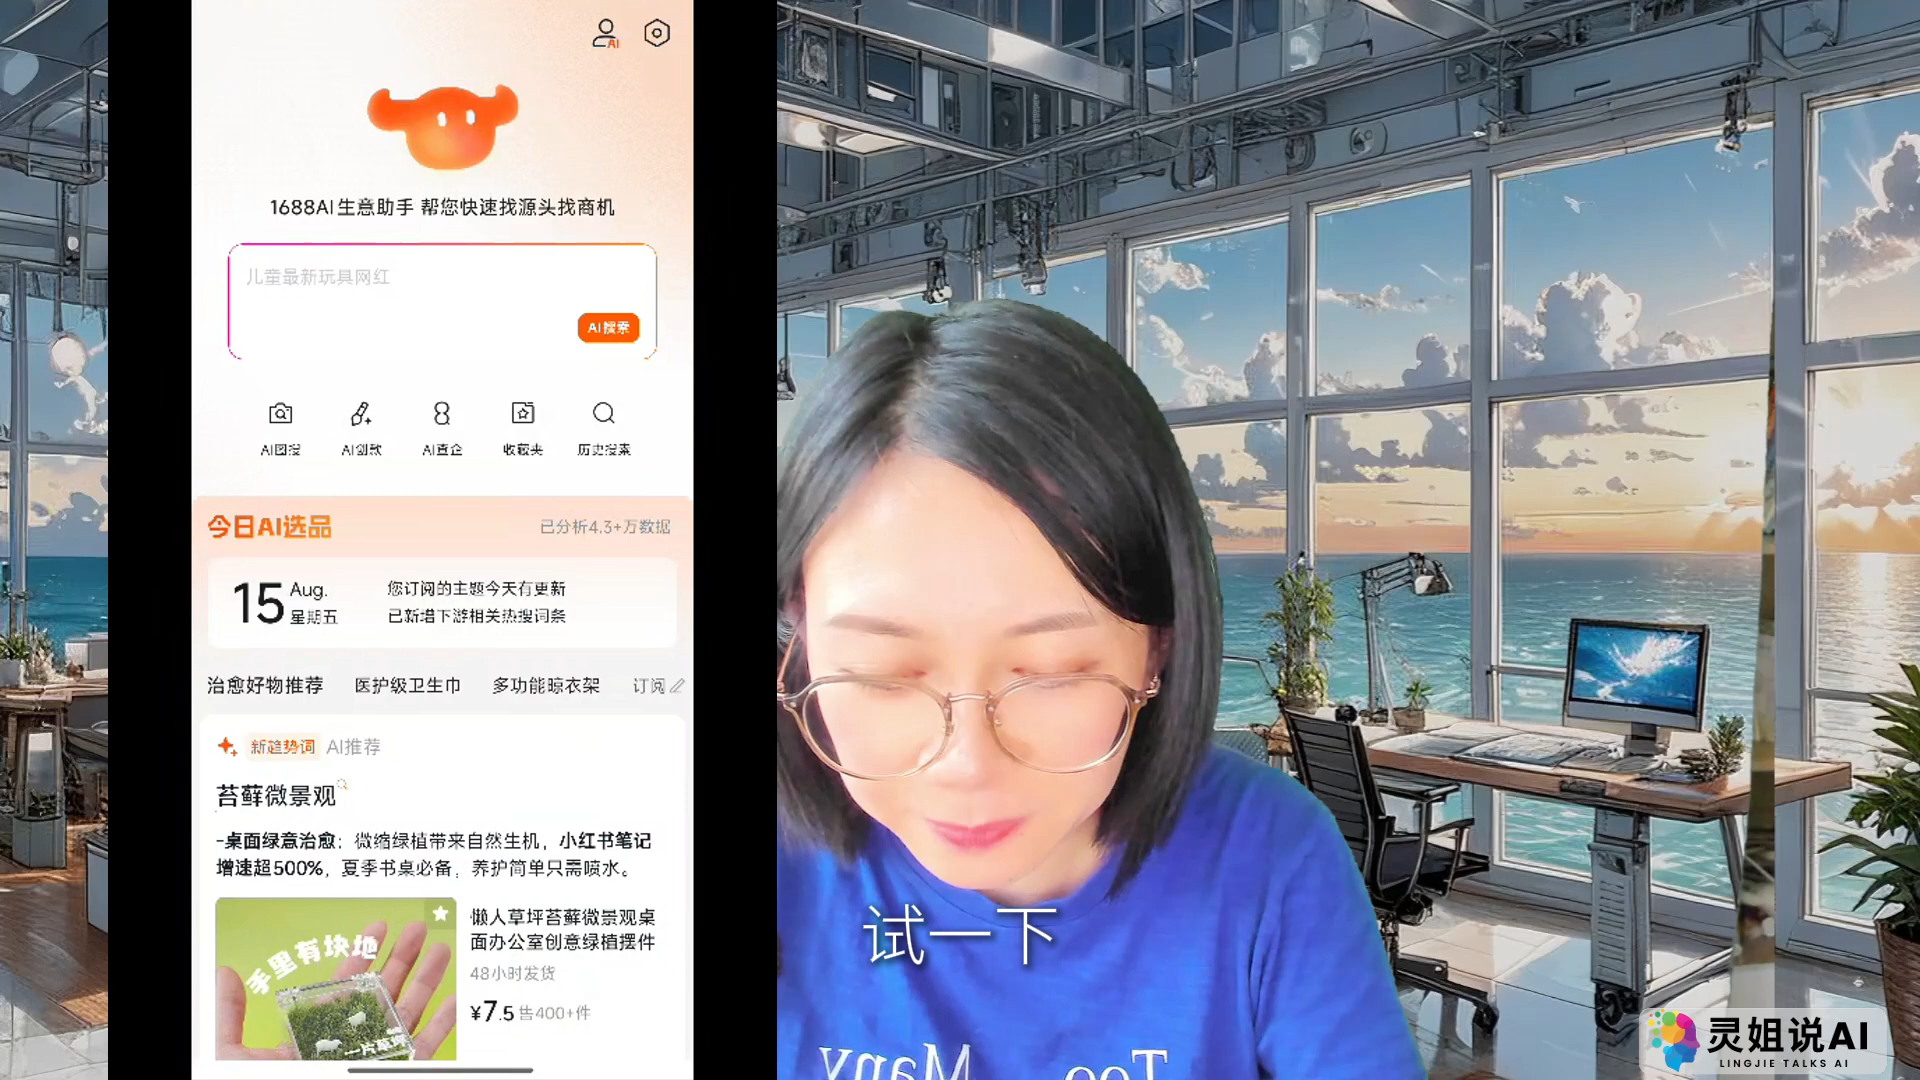 AI
1688AI生意助手 帮您快速找源头找商机
儿童最新玩具网红
AI搜索
AI图搜
AI创款
AI查企
收藏夹
历史搜索
今日AI选品
已分析4.3+万数据
15
Aug.
星期五
您订阅的主题今天有更新
已新增下游相关热搜词条
治愈好物推荐
医护级卫生巾
多功能晾衣架
订阅
新趋势词
AI推荐
苔藓微景观
-桌面绿意治愈：微缩绿植带来自然生机，小红书笔记
增速超500%，夏季书桌必备，养护简单只需喷水。
手里有块地
懒人草坪苔藓微景观桌
面办公室创意绿植摆件
48小时发货
¥7.5 售400+件
试一下
Too Many
灵姐说AI
LINGJIE TALKS AI